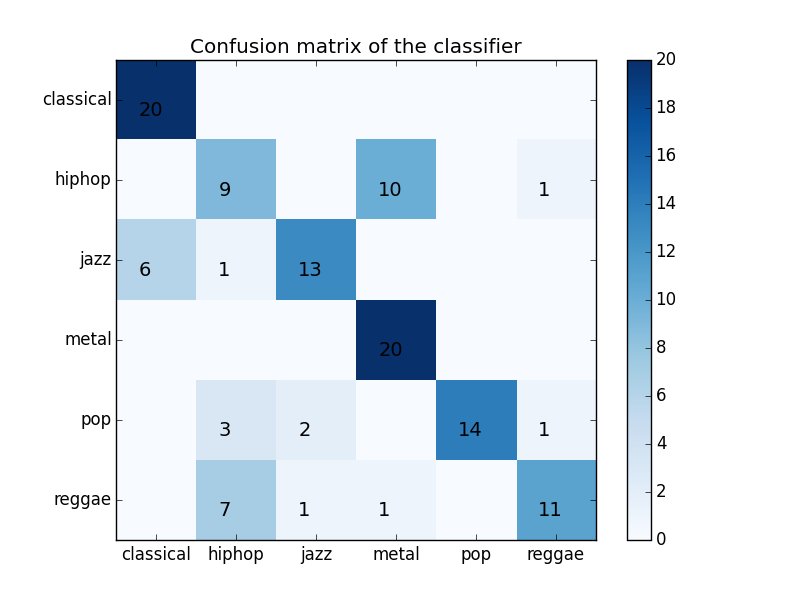 Confusion matrix of the classifier
classical 20
hiphop 9 10 1
jazz 6 1 13
metal 20
pop 3 2 14 1
reggae 7 1 1 11
classical hiphop jazz metal pop reggae
20
18
16
14
12
10
8
6
4
2
0